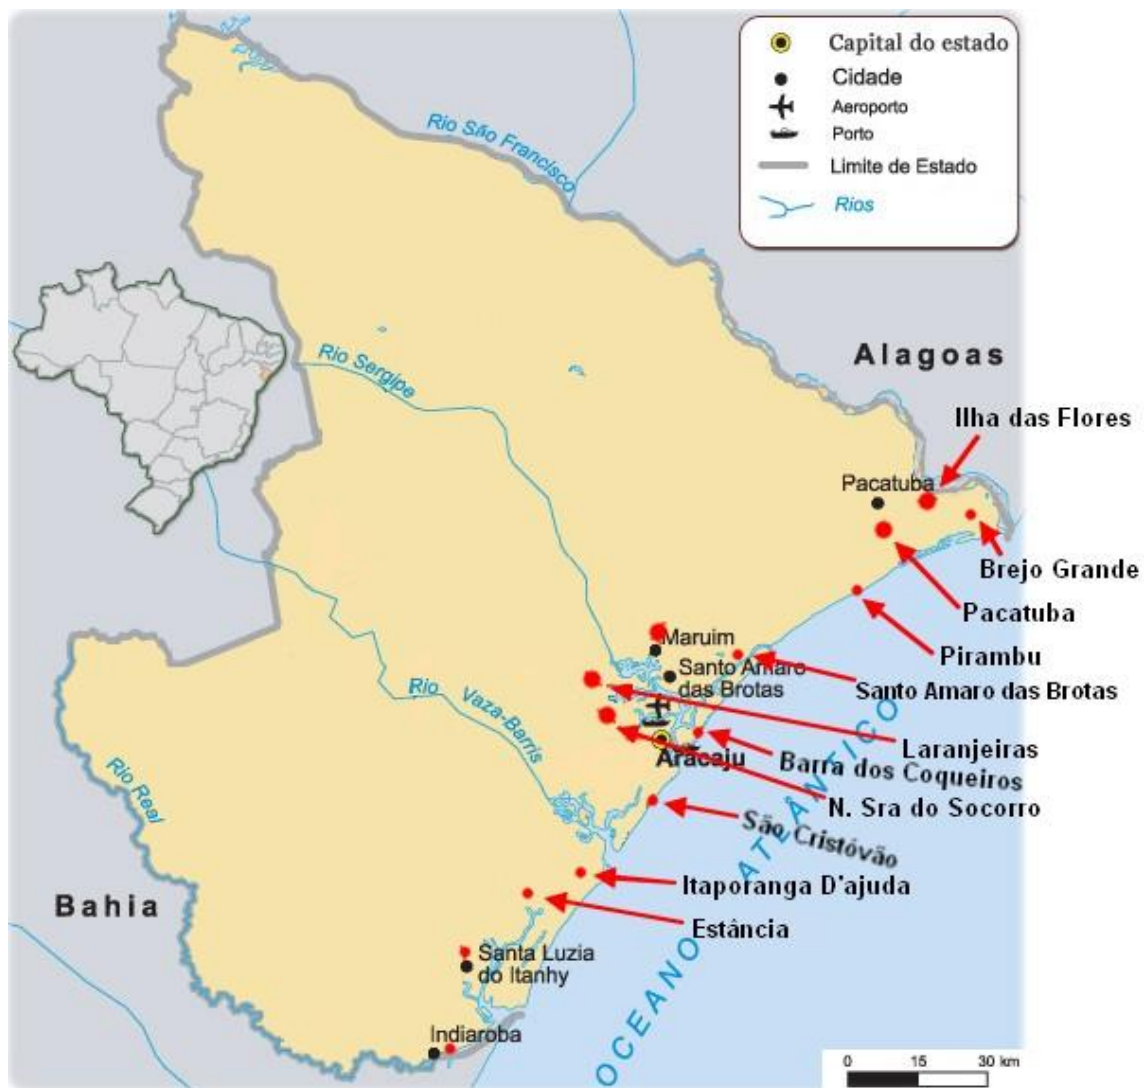 Capital do estado
Cidade
Aeroporto
Porto
Limite de Estado
Rios
Rio São Francisco
Rio Sergipe
Alagoas
Ilha das Flores
Pacatuba
Brejo Grande
Pacatuba
Pirambu
Maruim
Santo Amaro
das Brotas
Santo Amaro das Brotas
Rio Vaza-Barris
Laranjeiras
Aracaju
Barra dos Coqueiros
Rio Real
N. Sra do Socorro
São Cristóvão
Itaporanga D'ajuda
Bahia
Estância
OCEANO ATLÂNTICO
Santa Luzia
do Itanhy
Indiaroba
0 15 30 km